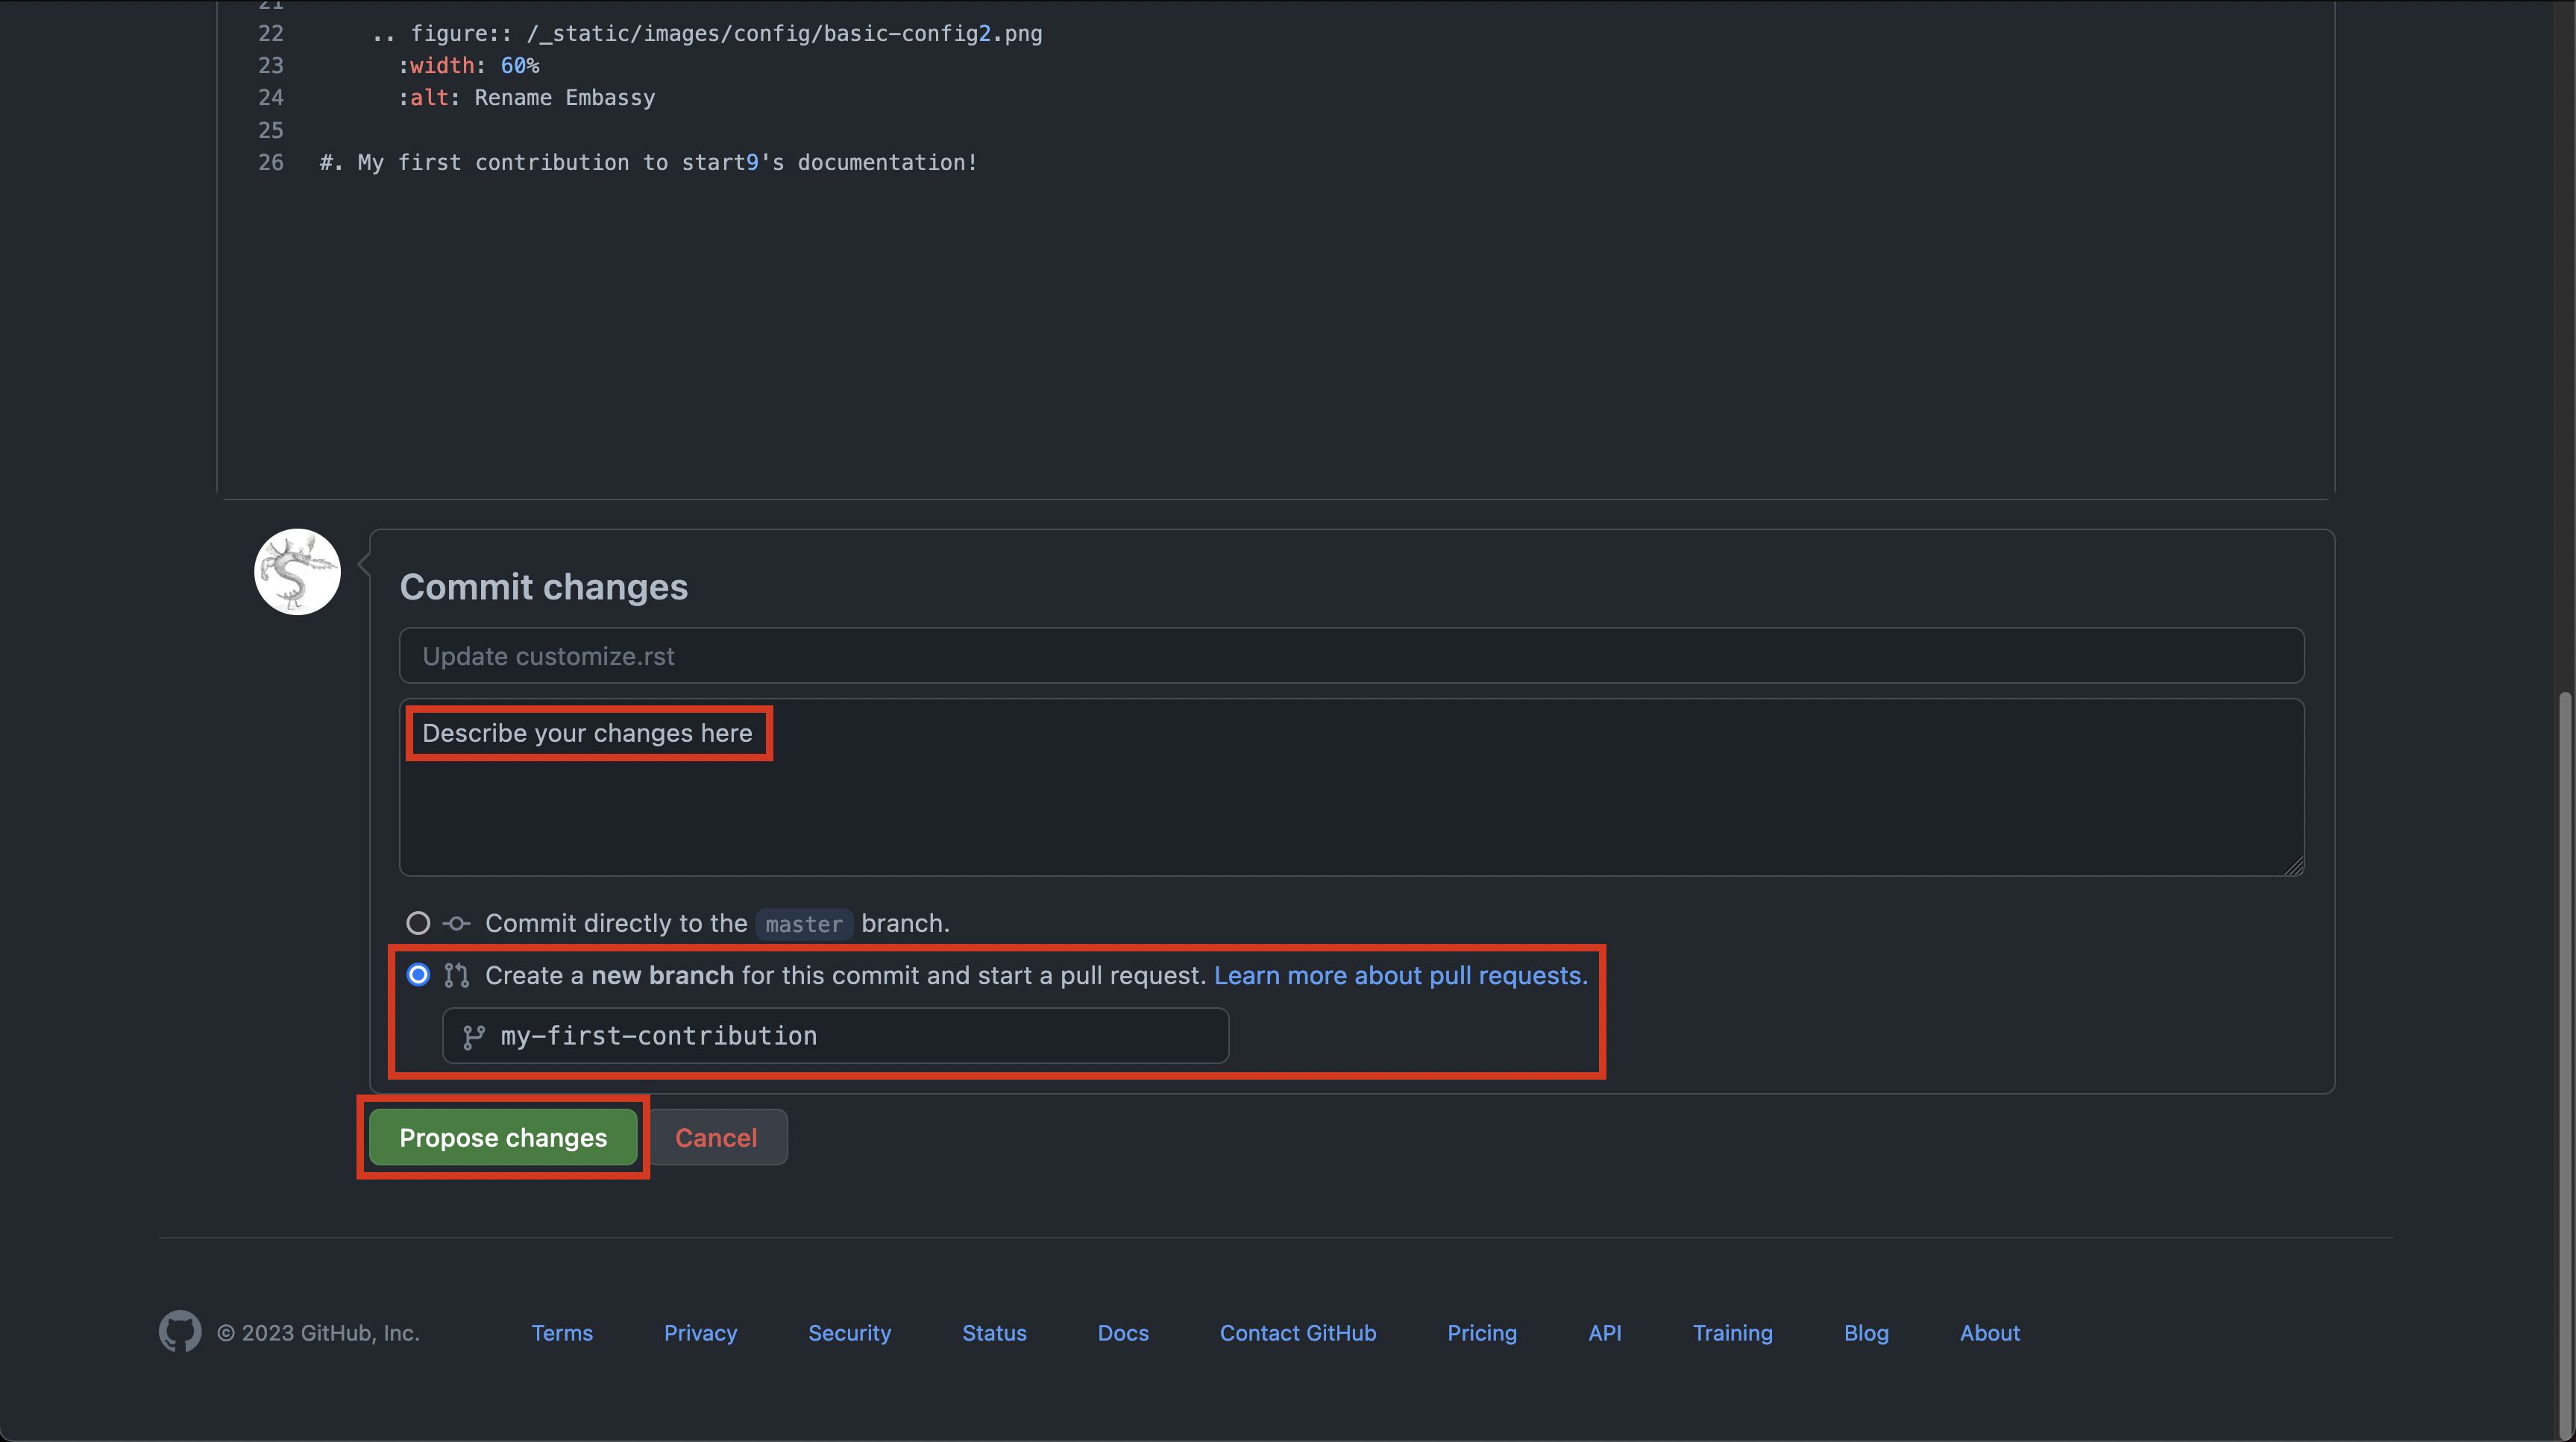 21
22 .. figure:: /_static/images/config/basic-config2.png
23 :width: 60%
24 :alt: Rename Embassy
25
26 #. My first contribution to start9's documentation!
Commit changes
Update customize.rst
Describe your changes here
Commit directly to the master branch.
Create a new branch for this commit and start a pull request. Learn more about pull requests.
my-first-contribution
Propose changes Cancel
© 2023 GitHub, Inc. Terms Privacy Security Status Docs Contact GitHub Pricing API Training Blog About